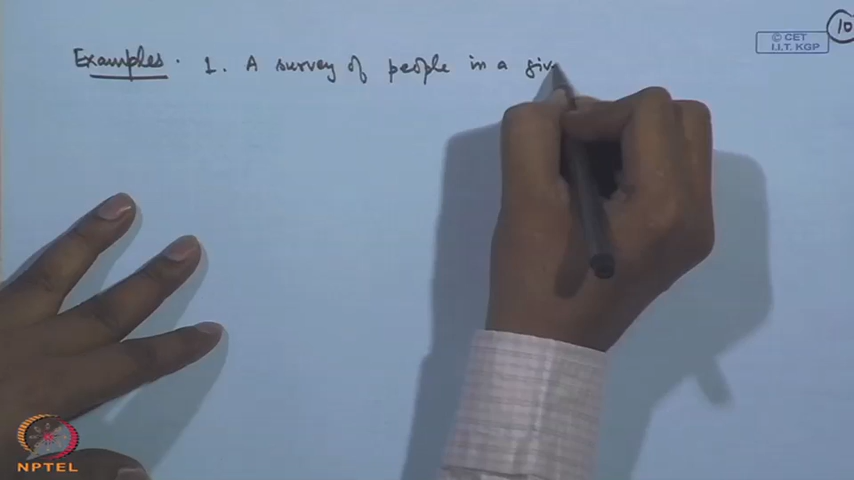 10
© CET
I.I.T. KGP
Examples. 1. A survey of people in a giv
NPTEL